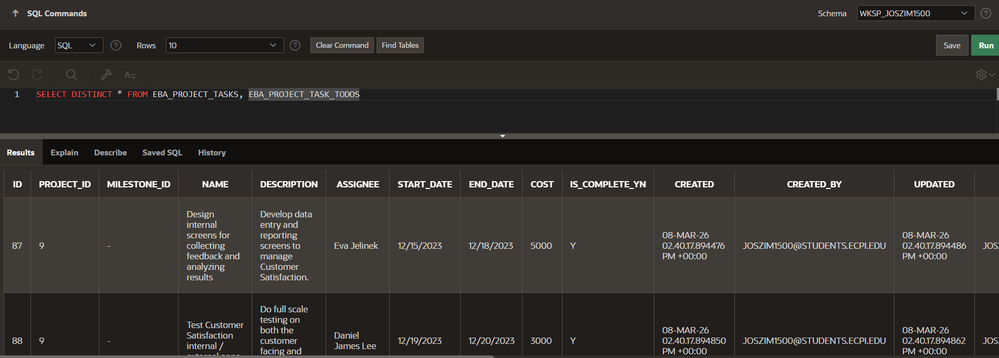 SQL Commands
Schema WKSP_JOSZIM1500 ?
Language SQL ? Rows 10 ? Clear Command Find Tables Save Run
A::
1 SELECT DISTINCT * FROM EBA_PROJECT_TASKS, EBA_PROJECT_TASK_TODOS
Results Explain Describe Saved SQL History
ID PROJECT_ID MILESTONE_ID NAME DESCRIPTION ASSIGNEE START_DATE END_DATE COST IS_COMPLETE_YN CREATED CREATED_BY UPDATED
87
9
-
Design
internal
screens for
collecting
feedback and
analyzing
results
Develop data
entry and
reporting
screens to
manage
Customer
Satisfaction.
Eva Jelinek
12/15/2023
12/18/2023
5000
Y
08-MAR-26
02.40.17.894476
PM +00:00
JOSZIM1500@STUDENTS.ECPI.EDU
08-MAR-26
02.40.17.894486
PM +00:00
88
9
-
Test Customer
Satisfaction
internal /
Do full scale
testing on
both the
customer
facing and
Daniel
James Lee
12/19/2023
12/20/2023
3000
Y
08-MAR-26
02.40.17.894850
PM +00:00
JOSZIM1500@STUDENTS.ECPI.EDU
08-MAR-26
02.40.17.894862
PM +00:00